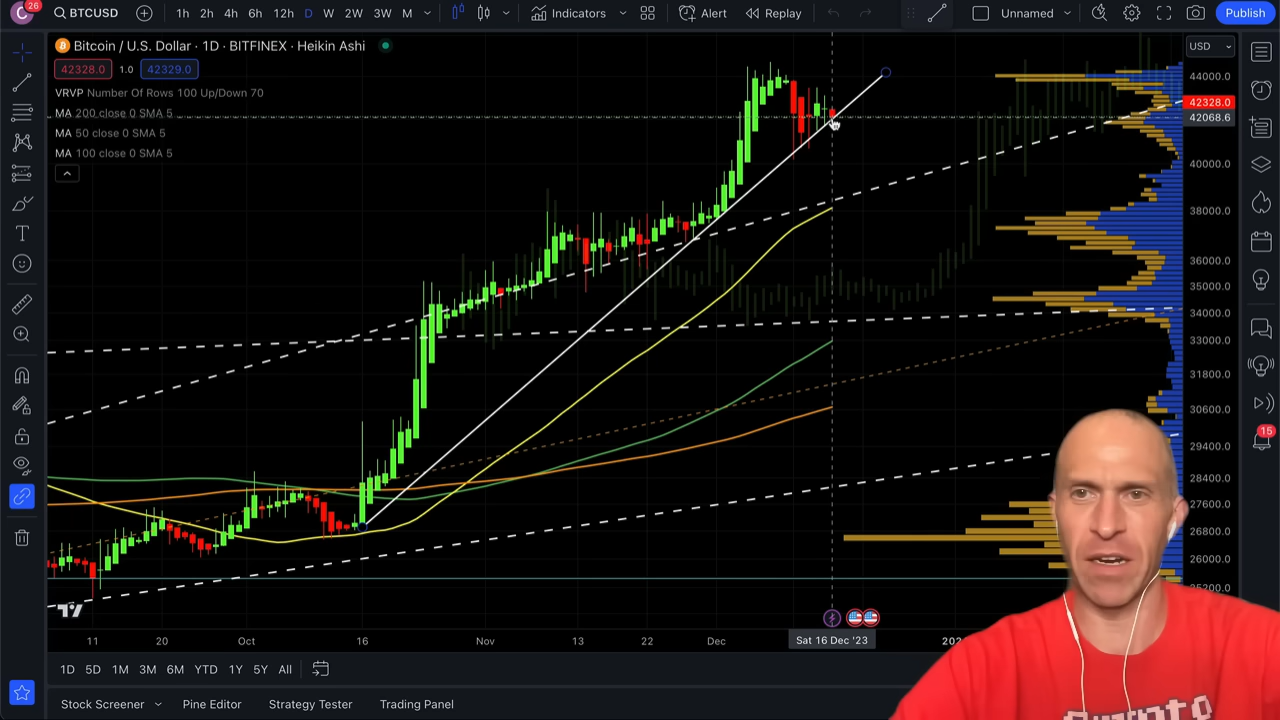 C 26 BTCUSD 1h 2h 4h 6h 12h D W 2W 3W M Indicators Alert Replay Unnamed Publish
Bitcoin / U.S. Dollar · 1D · BITFINEX · Heikin Ashi
USD
42328.0 1.0 42329.0
VRVP Number Of Rows 100 Up/Down 70
MA 200 close 0 SMA 5
MA 50 close 0 SMA 5
MA 100 close 0 SMA 5
44000.0
42328.0
42068.6
40000.0
38000.0
36000.0
35000.0
34000.0
33000.0
31800.0
30600.0
29400.0
28400.0
27600.0
26800.0
26000.0
25200.0
15
11 20 Oct 16 Nov 13 22 Dec Sat 16 Dec '23
1D 5D 1M 3M 6M YTD 1Y 5Y All
Stock Screener Pine Editor Strategy Tester Trading Panel